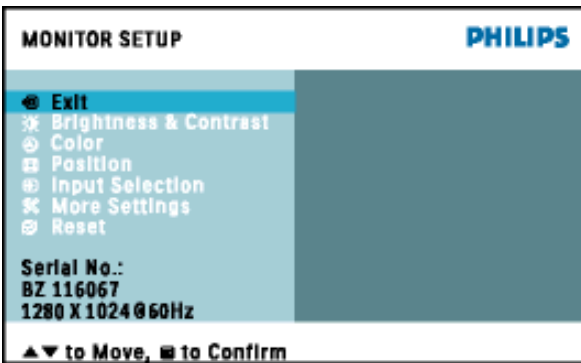 MONITOR SETUP
PHILIPS
Exit
Brightness & Contrast
Color
Position
Input Selection
More Settings
Reset
Serial No.:
BZ 116067
1280 X 1024@60Hz
▲▼ to Move, to Confirm